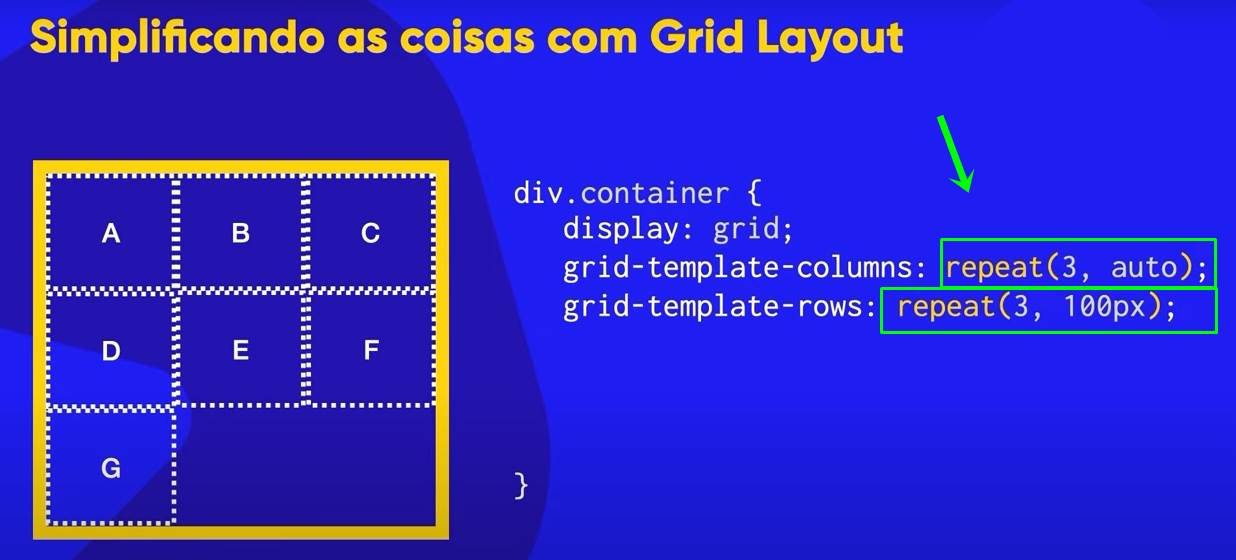 Simplificando as coisas com Grid Layout
A B C
D E F
G
div.container {
display: grid;
grid-template-columns: repeat(3, auto);
grid-template-rows: repeat(3, 100px);
}